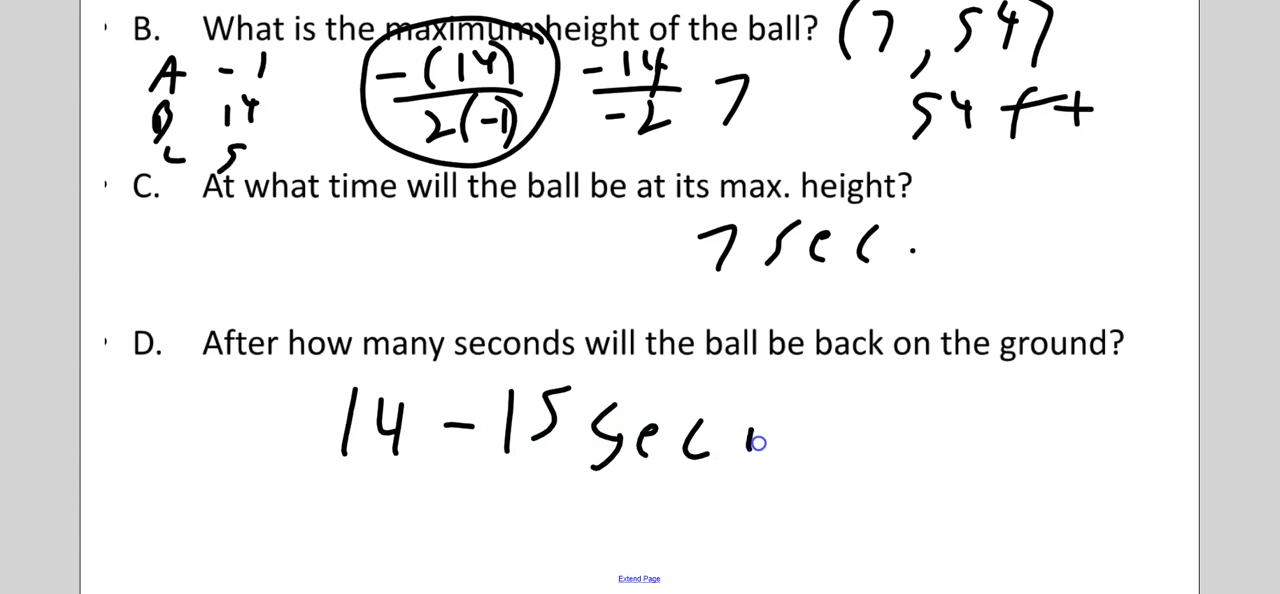 B. What is the maximum height of the ball? (7, 54)
A -1 -(14) -14 7 54 ft
B 14 2(-1) -2
C 5
C. At what time will the ball be at its max. height?
7 sec.
D. After how many seconds will the ball be back on the ground?
14-15 sec
Extend Page